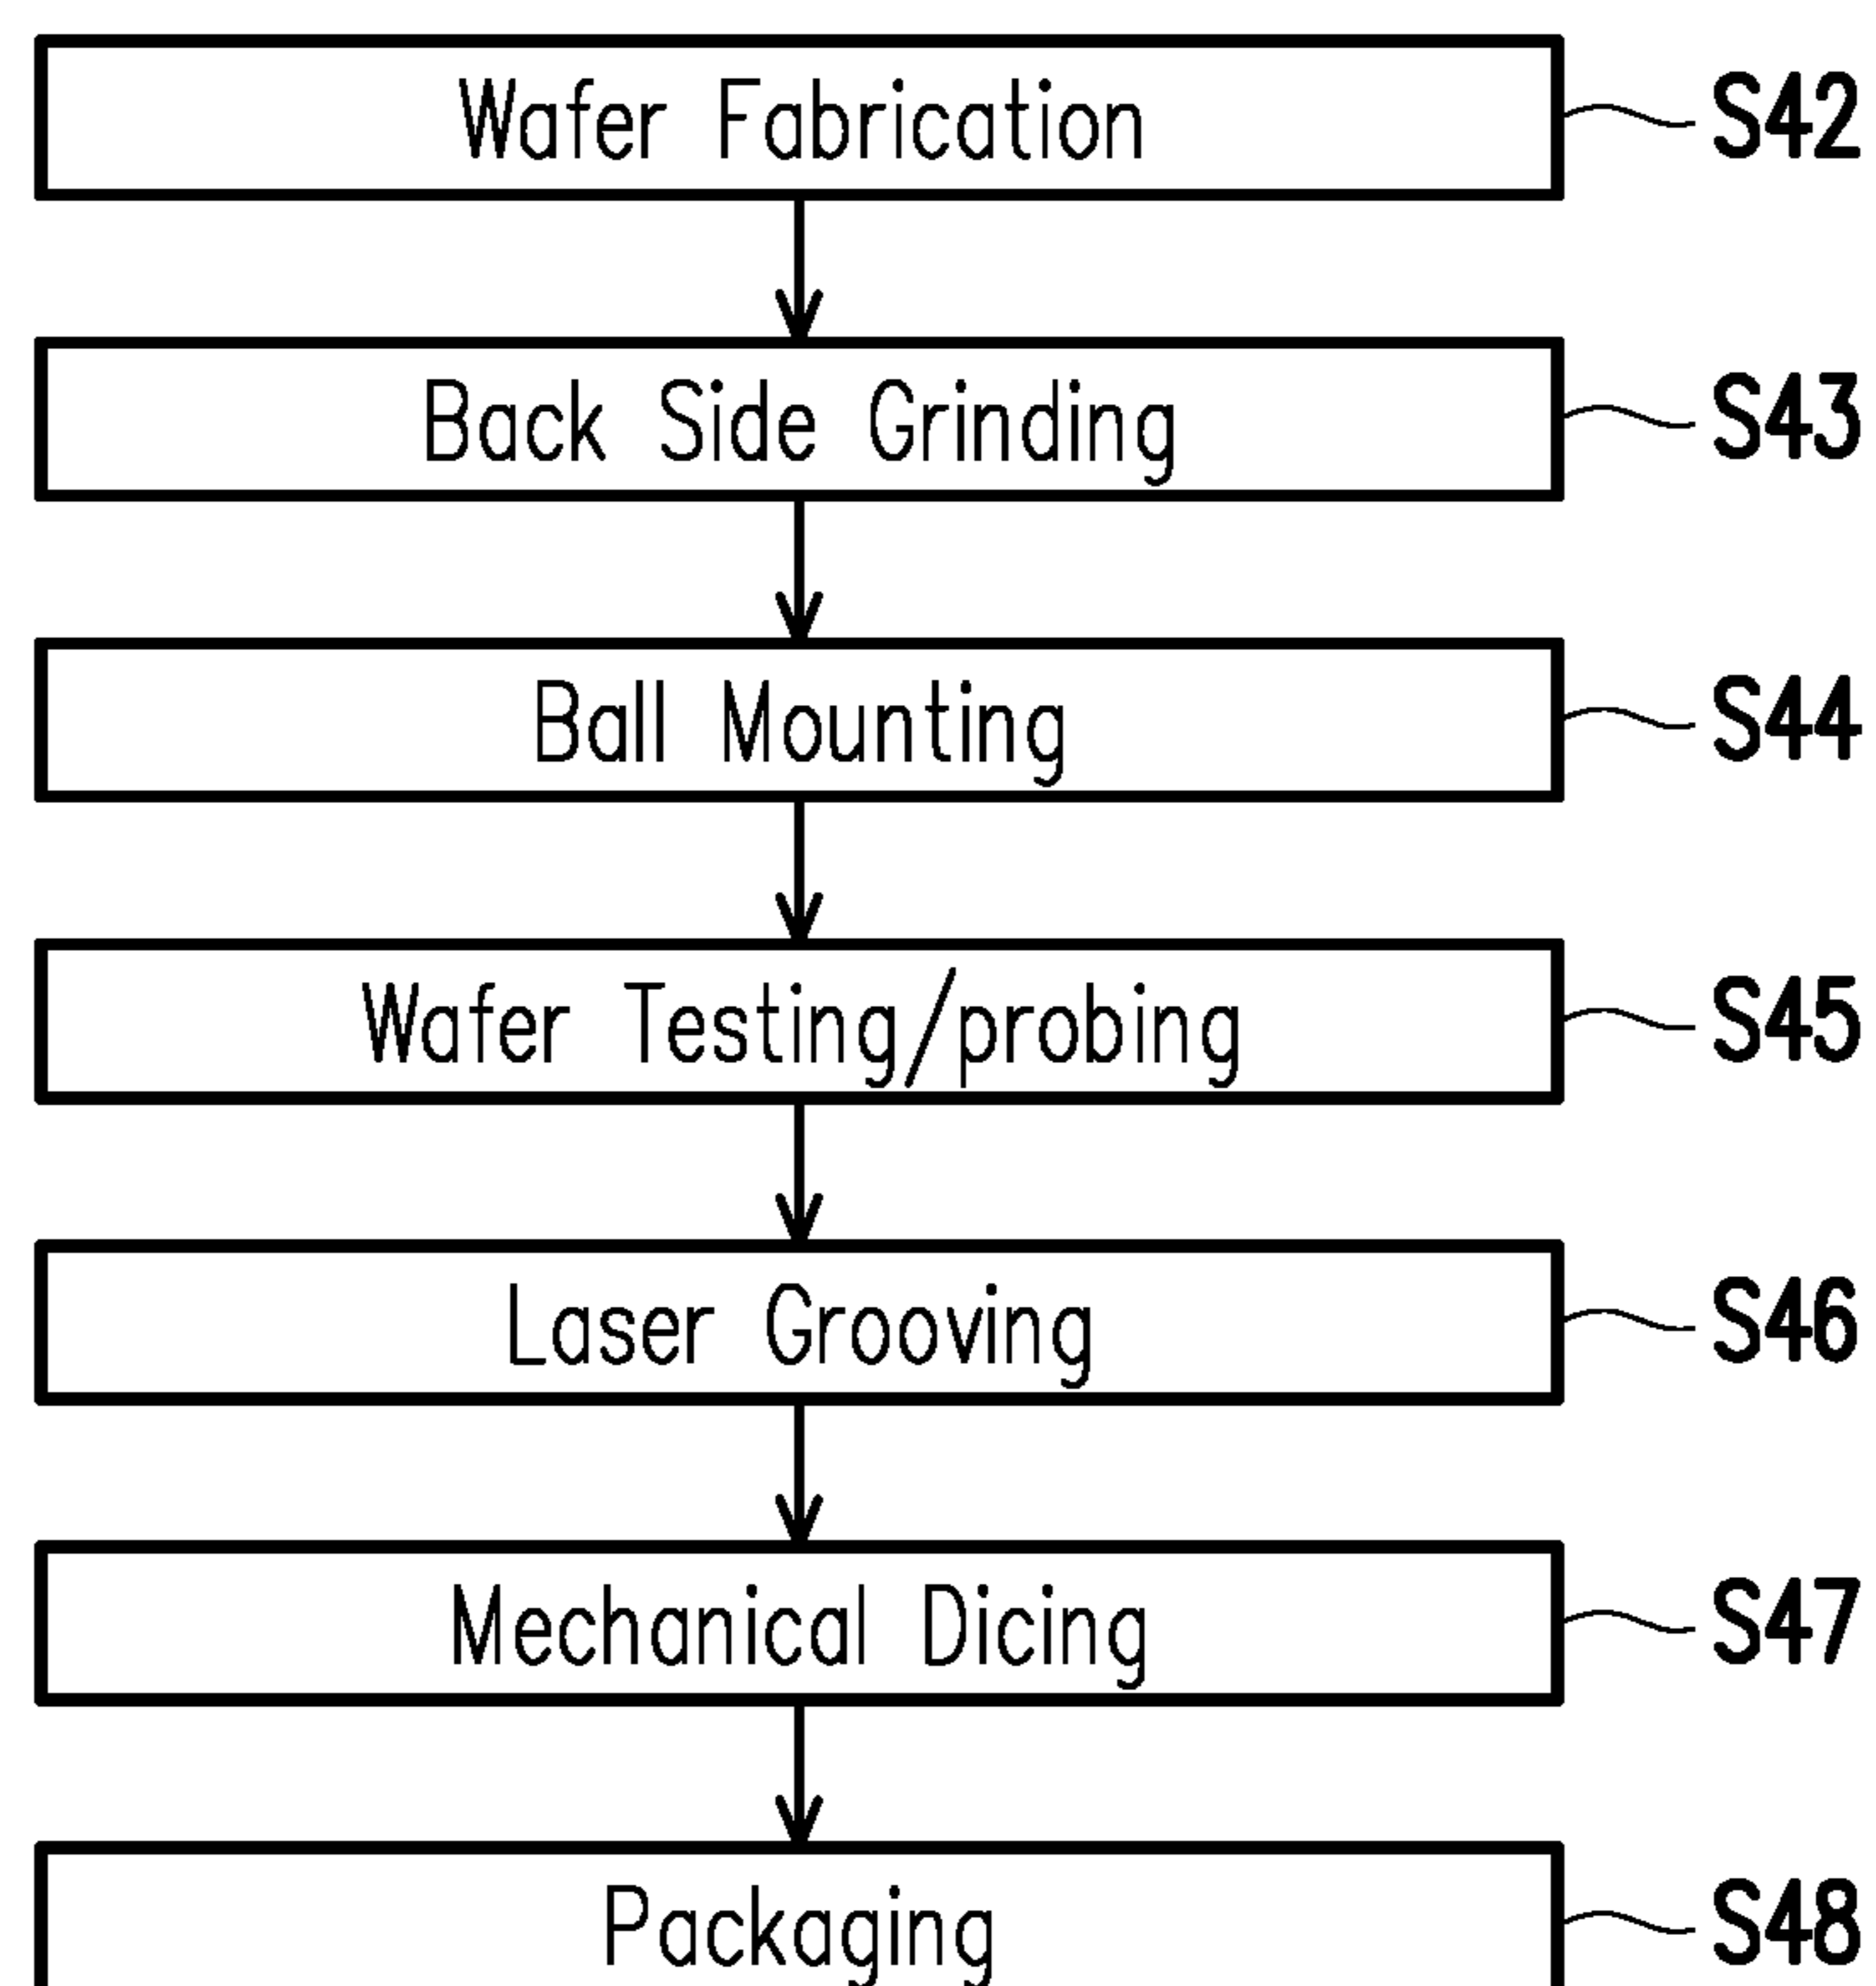 Wafer Fabrication S42
Back Side Grinding S43
Ball Mounting S44
Wafer Testing/probing S45
Laser Grooving S46
Mechanical Dicing S47
Packaging S48